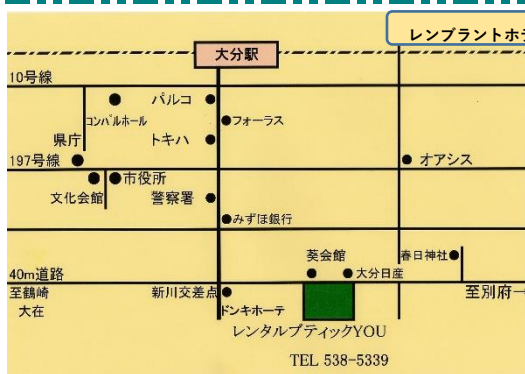 レンブラントホテ
大分駅
10号線
パルコ
コンパルホール
フォーラス
県庁
トキハ
197号線
オアシス
市役所
文化会館
警察署
みずほ銀行
葵会館
春日神社
40m道路
大分日産
至鶴崎
大在
新川交差点
ドンキホーテ
至別府→
レンタルブティックYOU
TEL 538-5339